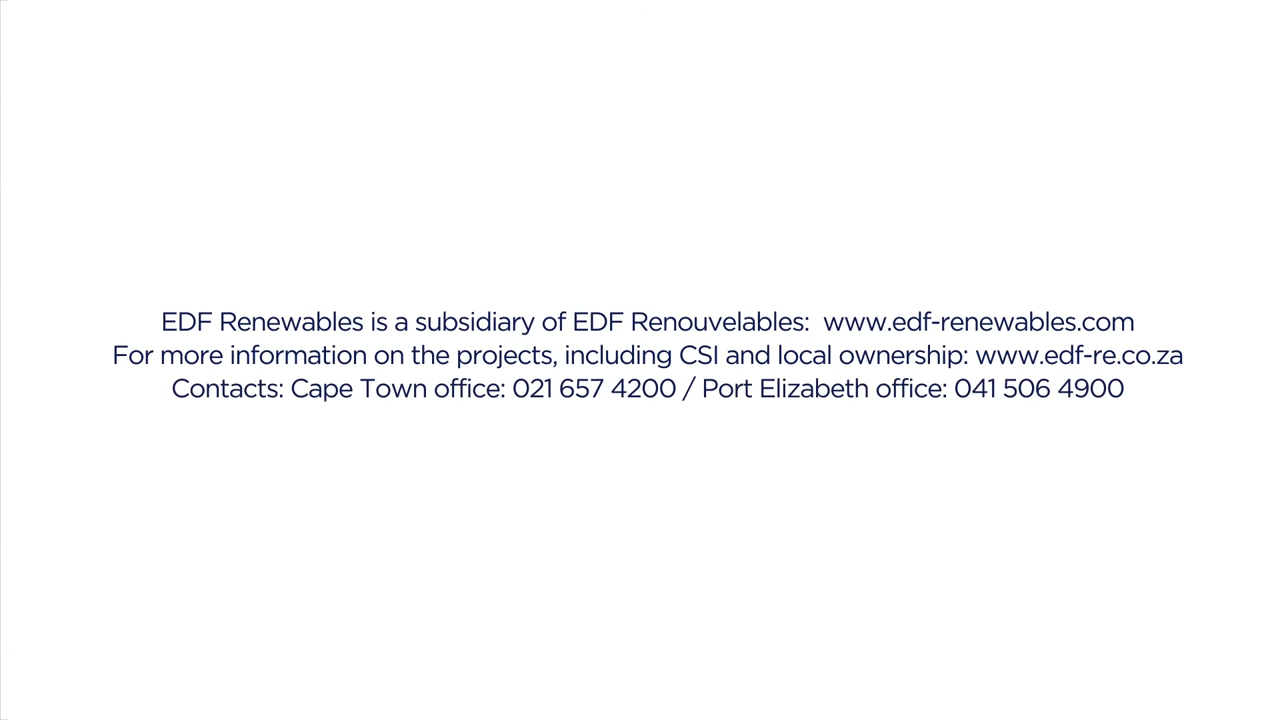 EDF Renewables is a subsidiary of EDF Renouvelables:  www.edf-renewables.com
For more information on the projects, including CSI and local ownership: www.edf-re.co.za
Contacts: Cape Town office: 021 657 4200 / Port Elizabeth office: 041 506 4900